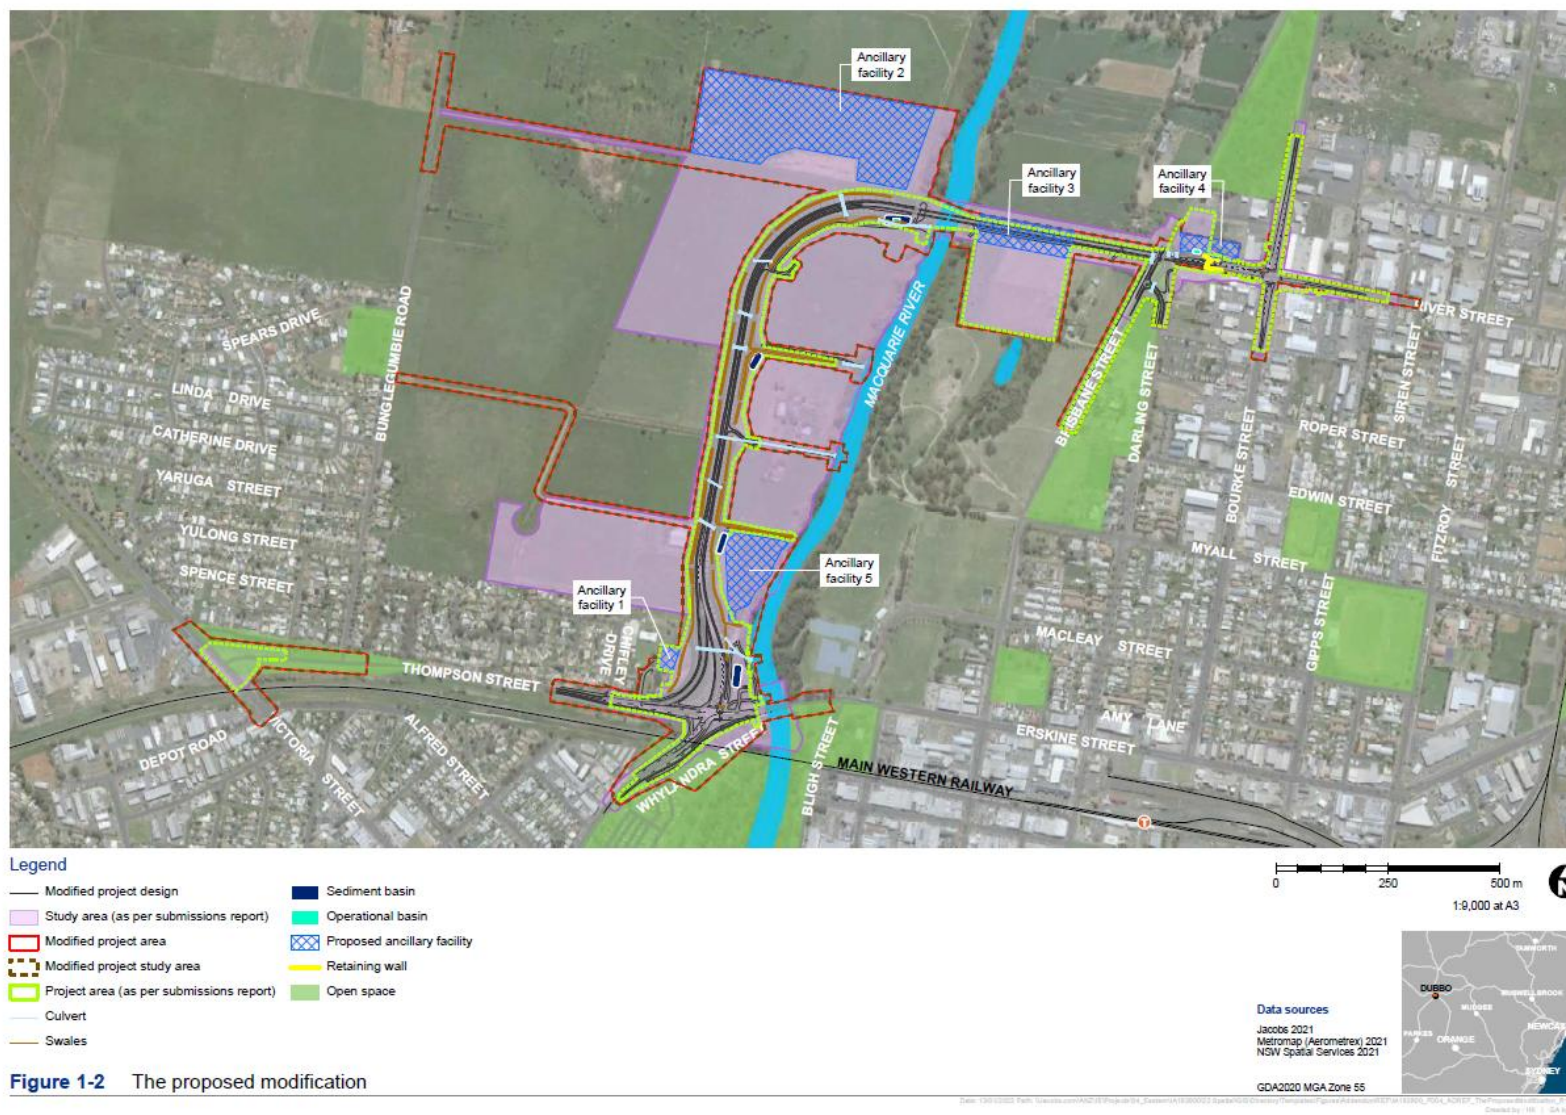 Ancillary
facility 2
Ancillary
facility 3
Ancillary
facility 4
RIVER STREET
SPEARS DRIVE
BUNGLEGUMBIE ROAD
MACQUARIE RIVER
LINDA DRIVE
CATHERINE DRIVE
YARUGA STREET
YULONG STREET
SPENCE STREET
BRISBANE STREET
DARLING STREET
BOURKE STREET
SIREN STREET
ROPER STREET
FITZROY STREET
EDWIN STREET
MYALL STREET
GIPPS STREET
Ancillary
facility 5
Ancillary
facility 1
CHIFLEY
DRIVE
MACLEAY STREET
THOMPSON STREET
AMY LANE
ERSKINE STREET
DEPOT ROAD
VICTORIA STREET
ALFRED STREET
WHYLANDRA STREET
BLIGH STREET
MAIN WESTERN RAILWAY
T
Legend
Modified project design
Study area (as per submissions report)
Modified project area
Modified project study area
Project area (as per submissions report)
Culvert
Swales
Sediment basin
Operational basin
Proposed ancillary facility
Retaining wall
Open space
0 250 500 m
N
1:9,000 at A3
TAMWORTH
DUBBO
MUSWELLBROOK
MUDGEE
NEWCAS
PARKES
ORANGE
SYDNEY
Data sources
Jacobs 2021
Metromap (Aerometrex) 2021
NSW Spatial Services 2021
GDA2020 MGA Zone 55
Figure 1-2 The proposed modification